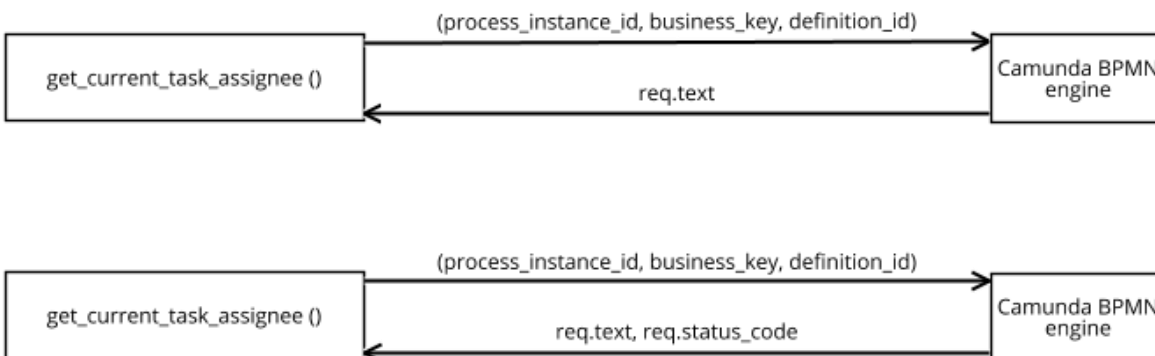 (process_instance_id, business_key, definition_id)
get_current_task_assignee ()
Camunda BPMN
engine
req.text
(process_instance_id, business_key, definition_id)
get_current_task_assignee ()
Camunda BPMN
engine
req.text, req.status_code